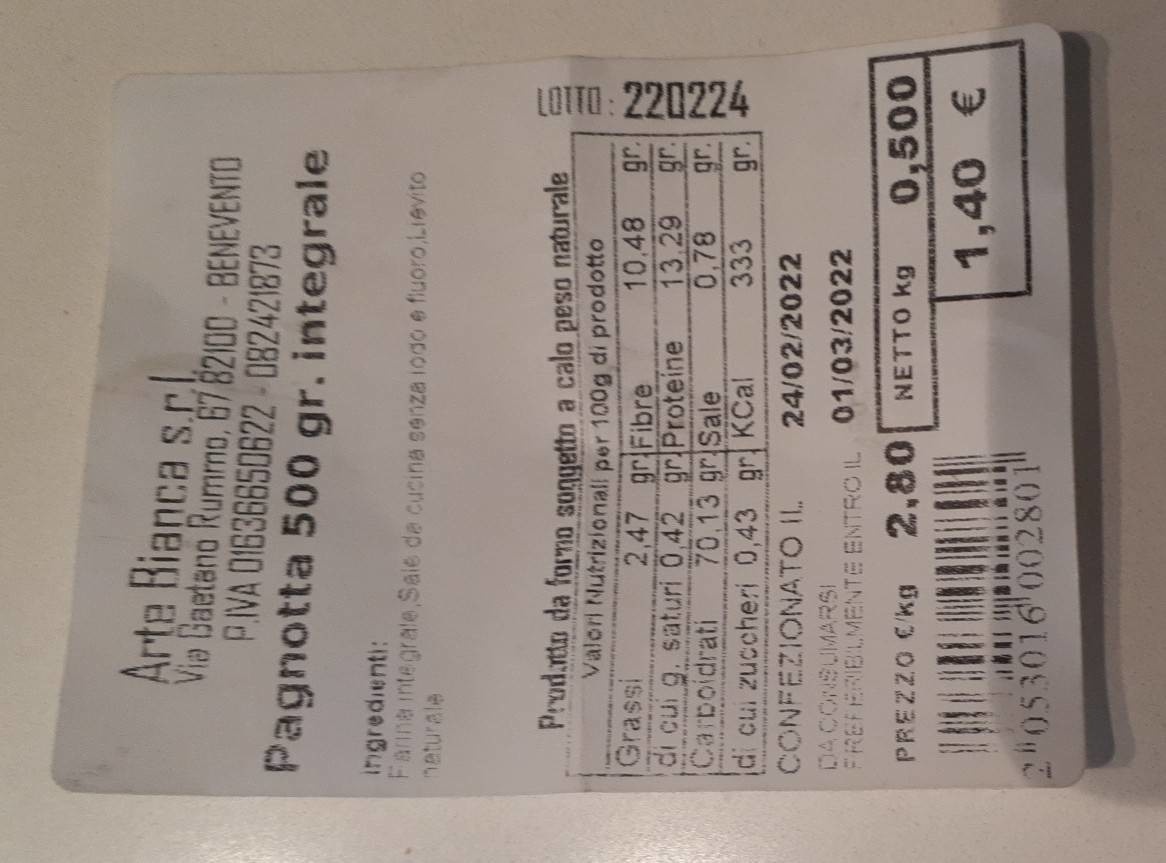 Arte Bianca s.r.l.
Via Gaetano Rummo, 67 82100 - BENEVENTO
P.IVA 01636650622 - 082421873
Pagnotta 500 gr. integrale
Ingredienti:
Farina integrale,Sale da cucina senza iodo e fluoro,Lievito
naturale
LOTTO: 220224
Prodotto da forno soggetto a calo peso naturale
Valori Nutrizionali per 100g di prodotto
Grassi 2,47 gr. Fibre 10,48 gr.
di cui g. saturi 0,42 gr. Proteine 13,29 gr.
Carboidrati 70,13 gr. Sale 0,78 gr.
di cui zuccheri 0,43 gr. KCal 333 gr.
CONFEZIONATO IL. 24/02/2022
DA CONSUMARSI
PREFERIBILMENTE ENTRO IL 01/03/2022
PREZZO €/kg 2,80 NETTO kg 0,500
1,40 €
2 053016 002801